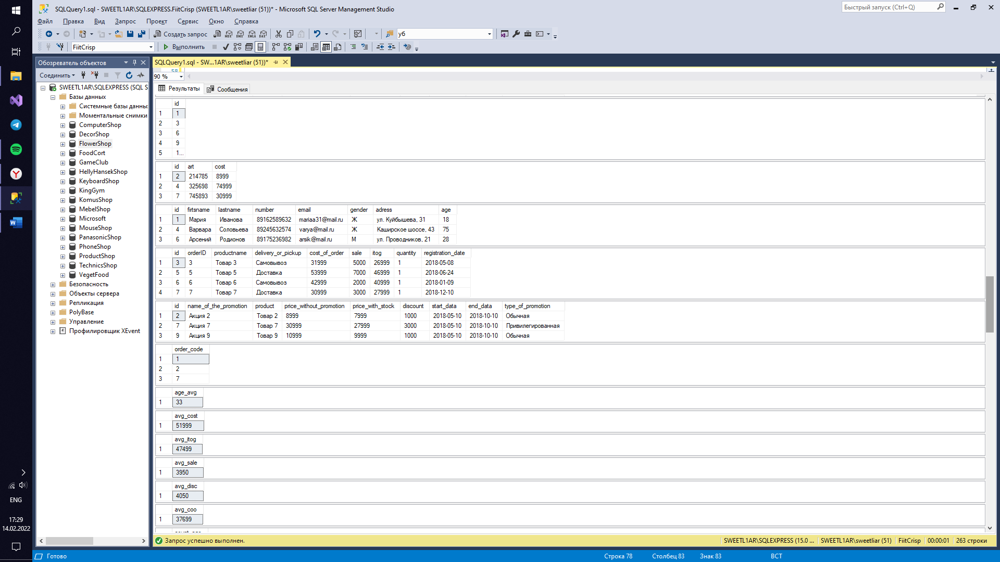 SQLQuery1.sql - SWEETL1AR\SQLEXPRESS.FiitCrisp (SWEETL1AR\sweetliar (51))* - Microsoft SQL Server Management Studio
Быстрый запуск (Ctrl+Q)
Файл Правка Вид Запрос Проект Сервис Окно Справка
Создать запрос
MDX DMX XMLA DAX
уб
FiitCrisp
Выполнить
Обозреватель объектов
SQLQuery1.sql - SW...1AR\sweetliar (51))*
58
Соединить
90 %
Результаты
Сообщения
SWEETL1AR\SQLEXPRESS (SQL S
Базы данных
Системные базы данны
Моментальные снимки
ComputerShop
DecorShop
FlowerShop
FoodCort
GameClub
HellyHansekShop
KeyboardShop
KingGym
KomusShop
MebelShop
Microsoft
MouseShop
PanasonicShop
PhoneShop
ProductShop
TechnicsShop
VegetFood
Безопасность
Объекты сервера
Репликация
PolyBase
Управление
Профилировщик XEvent
id
1 1
2 3
3 6
4 9
5 1...
id art cost
1 2 214785 8999
2 4 325698 74999
3 7 745893 30999
id firtsname lastname number email gender adress age
1 1 Мария Иванова 89162589632 mariaa31@mail.ru Ж ул. Куйбышева, 31 18
2 4 Варвара Соловьева 89245632574 varya@mail.ru Ж Каширское шоссе, 43 75
3 6 Арсений Родионов 89175236982 arsik@mail.ru М ул. Проводников, 21 28
id orderID productname delivery_or_pickup cost_of_order sale itog quantity registration_date
1 3 3 Товар 3 Самовывоз 31999 5000 26999 1 2018-05-08
2 5 5 Товар 5 Доставка 53999 7000 46999 1 2018-06-24
3 6 6 Товар 6 Самовывоз 42999 2000 40999 1 2018-01-09
4 7 7 Товар 7 Доставка 30999 3000 27999 1 2018-12-10
id name_of_the_promotion product price_without_promotion price_with_stock discount start_data end_data type_of_promotion
1 2 Акция 2 Товар 2 8999 7999 1000 2018-05-10 2018-10-10 Обычная
2 7 Акция 7 Товар 7 30999 27999 3000 2018-05-10 2018-10-10 Привилегированная
3 9 Акция 9 Товар 9 10999 9999 1000 2018-05-10 2018-10-10 Обычная
order_code
1 1
2 2
3 7
age_avg
1 33
avg_cost
1 51999
avg_itog
1 47499
avg_sale
1 3950
avg_disc
1 4050
avg_coo
1 37699
Запрос успешно выполнен.
SWEETL1AR\SQLEXPRESS (15.0 ... SWEETL1AR\sweetliar (51) FiitCrisp 00:00:01 263 строки
Готово
Строка 78 Столбец 83 Знак 83 ВСТ
ENG
17:29
14.02.2022